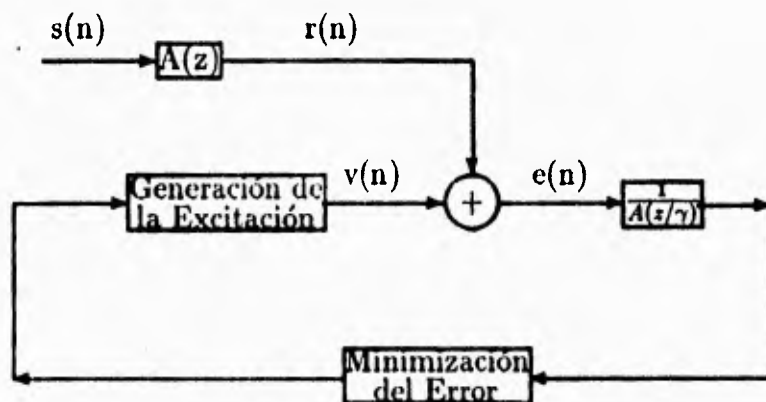 s(n)
r(n)
A(z)
Generación de
la Excitación
v(n)
+
e(n)
1
A(z/γ)
Minimización
del Error